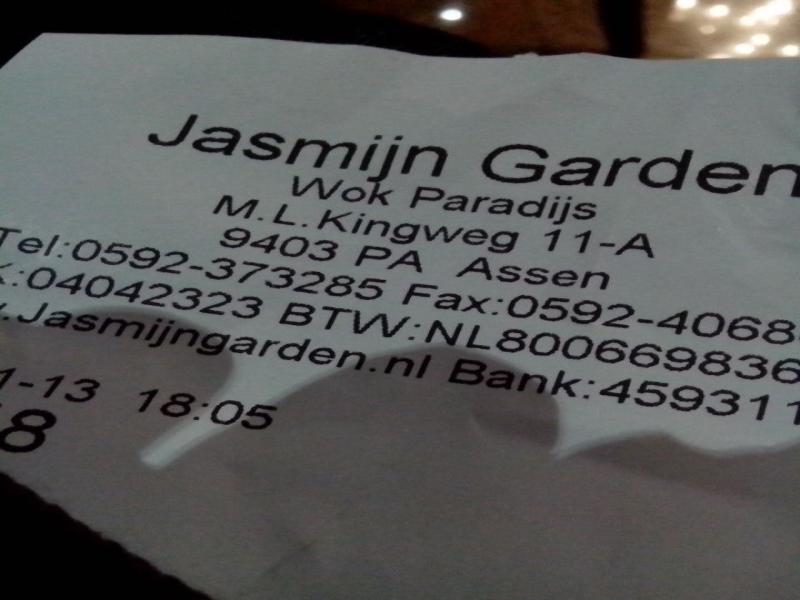 Jasmijn Garden
Wok Paradijs
M.L.Kingweg 11-A
9403 PA Assen
Tel:0592-373285 Fax:0592-4068
K:04042323 BTW:NL800669836
.Jasmijngarden.nl Bank:459311
1-13 18:05
8